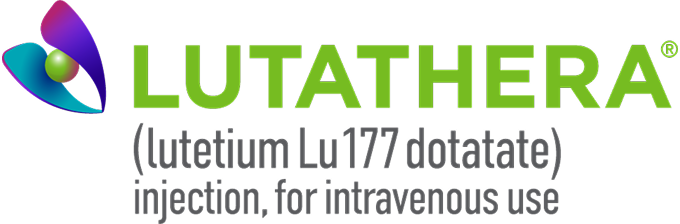 LUTATHERA®
(lutetium Lu 177 dotatate)
injection, for intravenous use